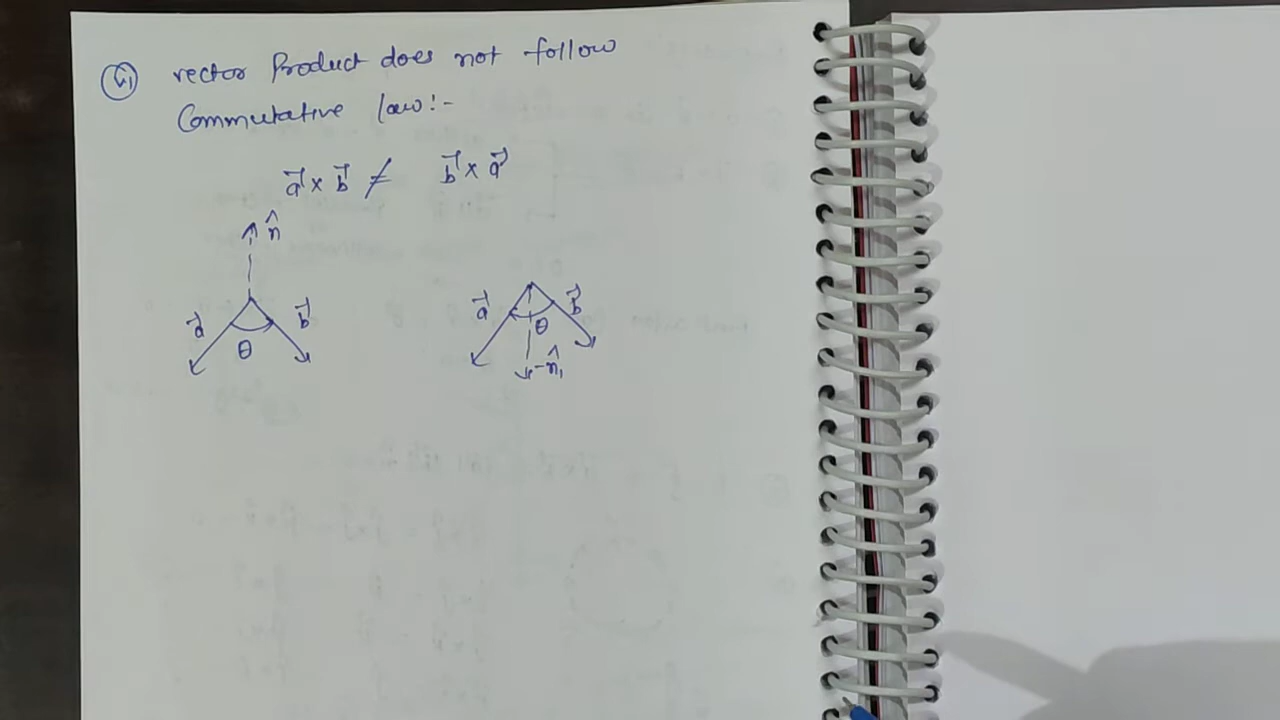 (vi) vector Product does not follow
Commutative law:-
a⃗ × b⃗ ≠ b⃗ × a⃗
n̂
a⃗ b⃗
θ
a⃗ b⃗
θ
-n̂₁